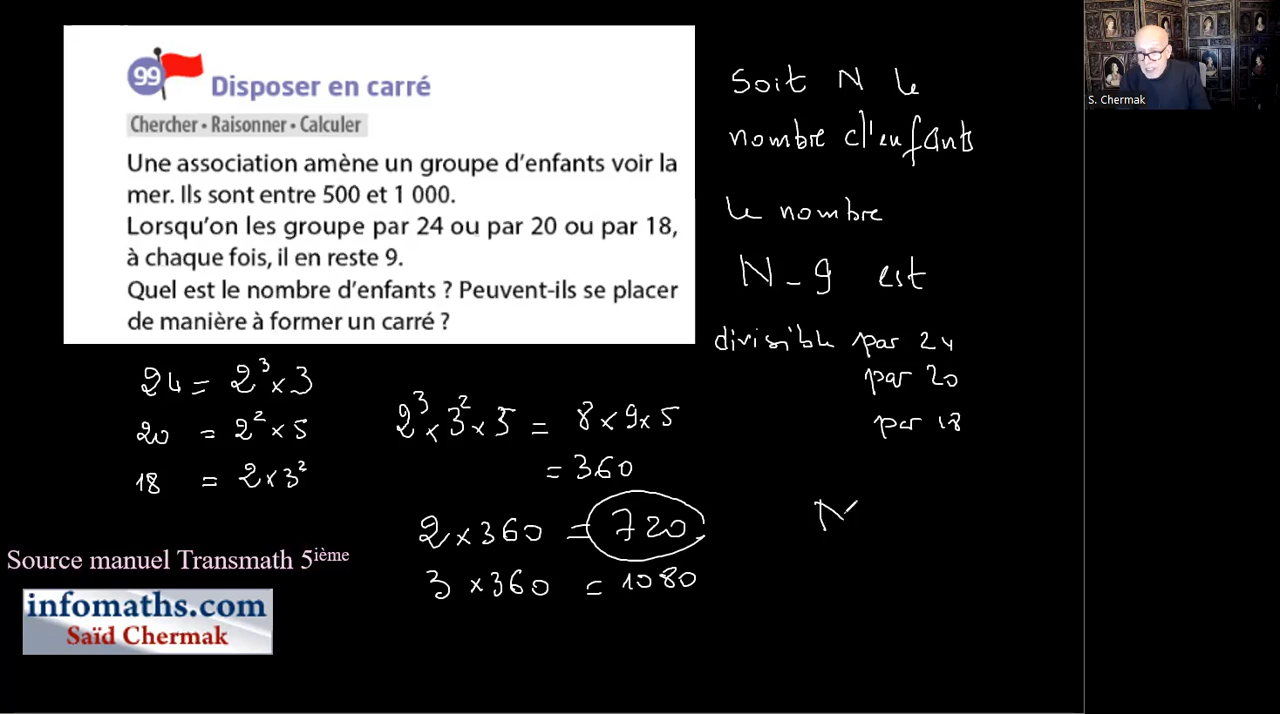 99
Disposer en carré
Chercher • Raisonner • Calculer
Une association amène un groupe d'enfants voir la
mer. Ils sont entre 500 et 1 000.
Lorsqu'on les groupe par 24 ou par 20 ou par 18,
à chaque fois, il en reste 9.
Quel est le nombre d'enfants ? Peuvent-ils se placer
de manière à former un carré ?
Soit N le
nombre d'enfants
le nombre
N - 9 est
divisible par 24
par 20
par 18
24 = 2³ × 3
20 = 2² × 5
18 = 2 × 3²
2³ × 3² × 5 = 8 × 9 × 5
= 360
2 × 360 = 720
3 × 360 = 1080
N
Source manuel Transmath 5ième
infomaths.com
Saïd Chermak
S. Chermak